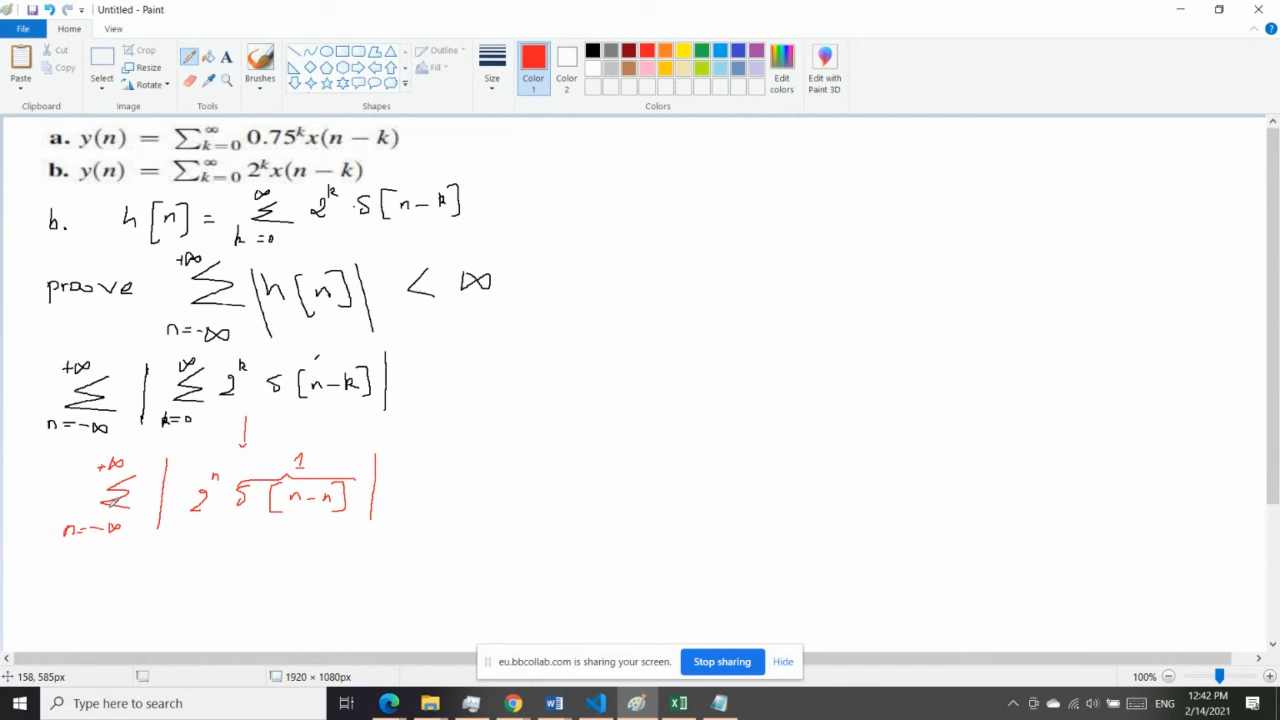 Untitled - Paint
File Home View
Paste
Cut
Copy
Clipboard
Select
Crop
Resize
Rotate
Image
Tools
Brushes
Outline
Fill
Shapes
Size
Color 1
Color 2
Edit colors
Edit with Paint 3D
Colors
a. y(n) = ∑_{k=0}^{∞} 0.75^k x(n − k)
b. y(n) = ∑_{k=0}^{∞} 2^k x(n − k)
b. h[n] = ∑_{k=0}^{∞} 2^k · δ[n-k]
prove ∑_{n=-∞}^{+∞} |h[n]| < ∞
∑_{n=-∞}^{+∞} | ∑_{k=0}^{∞} 2^k δ[n-k] |
↓
1
∑_{n=-∞}^{+∞} | 2^n δ[n-n] |
eu.bbcollab.com is sharing your screen. Stop sharing Hide
158, 585px
1920 × 1080px
100%
Type here to search
ENG
12:42 PM
2/14/2021